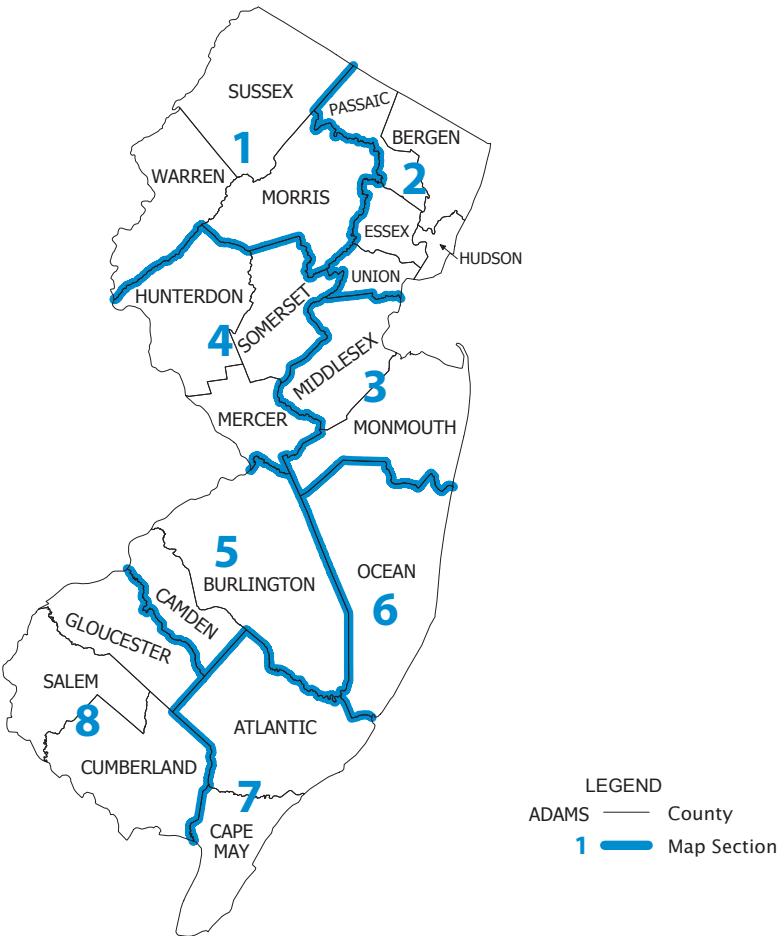 SUSSEX
PASSAIC
BERGEN
1
WARREN
2
MORRIS
ESSEX
HUDSON
UNION
HUNTERDON
SOMERSET
4
MIDDLESEX
3
MERCER
MONMOUTH
5
OCEAN
BURLINGTON
CAMDEN
6
GLOUCESTER
SALEM
8
ATLANTIC
CUMBERLAND
7
CAPE
MAY
LEGEND
ADAMS County
1 Map Section